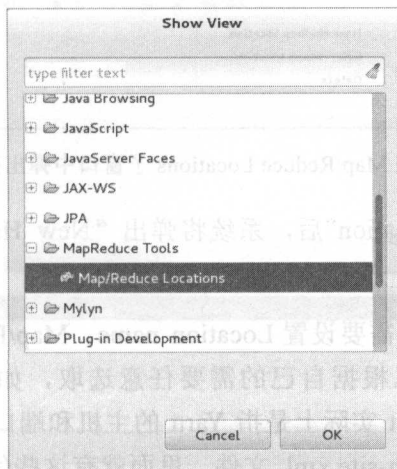 Show View
type filter text
Java Browsing
JavaScript
JavaServer Faces
JAX-WS
JPA
MapReduce Tools
Map/Reduce Locations
Mylyn
Plug-in Development
Cancel
OK